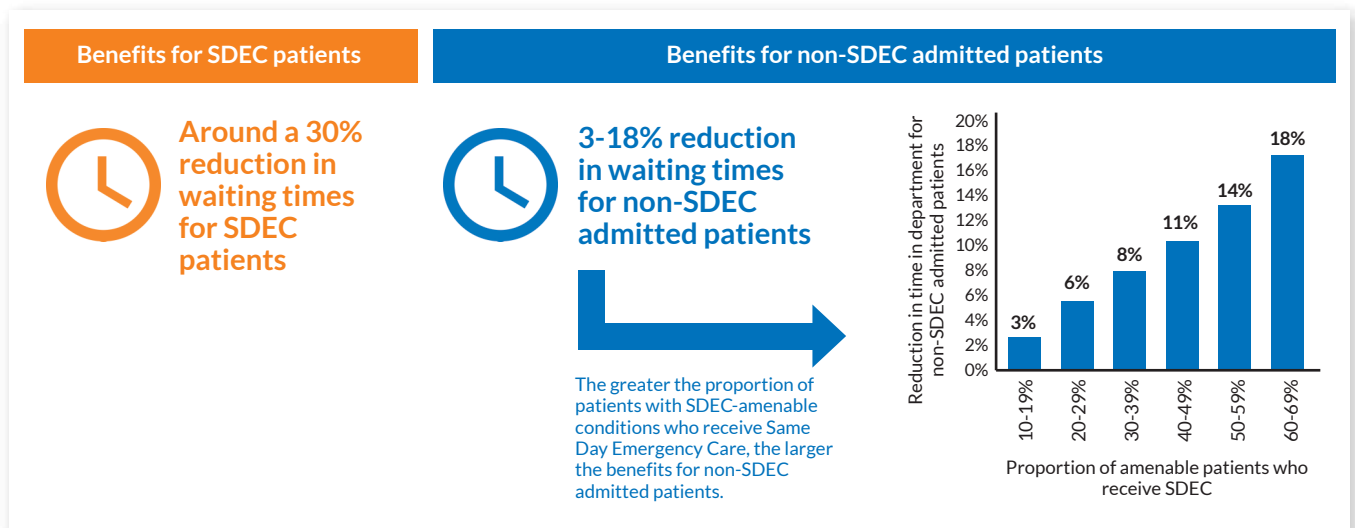 Benefits for SDEC patients
Benefits for non-SDEC admitted patients
Around a 30%
reduction in
waiting times
for SDEC
patients
3-18% reduction
in waiting times
for non-SDEC
admitted patients
The greater the proportion of
patients with SDEC-amenable
conditions who receive Same
Day Emergency Care, the larger
the benefits for non-SDEC
admitted patients.
Reduction in time in department for
non-SDEC admitted patients
20%
18%
16%
14%
12%
10%
8%
6%
4%
2%
0%
3%
6%
8%
11%
14%
18%
10-19%
20-29%
30-39%
40-49%
50-59%
60-69%
Proportion of amenable patients who
receive SDEC